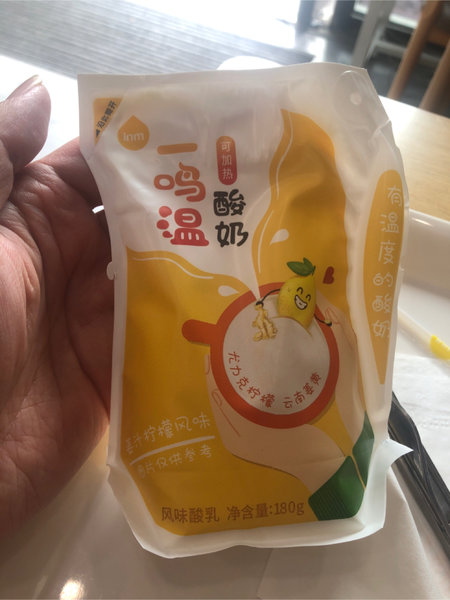 1nm
可加热
一鸣温
酸奶
有温度的酸奶
尤力克柠檬 云南姜黄
姜汁柠檬风味
图片仅供参考
风味酸乳 净含量:180g